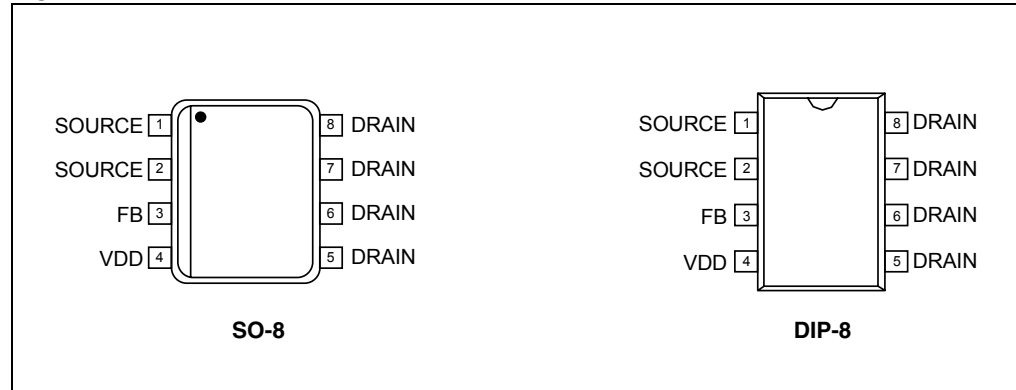 SOURCE 1 8 DRAIN
SOURCE 2 7 DRAIN
FB 3 6 DRAIN
VDD 4 5 DRAIN
SO-8
SOURCE 1 8 DRAIN
SOURCE 2 7 DRAIN
FB 3 6 DRAIN
VDD 4 5 DRAIN
DIP-8